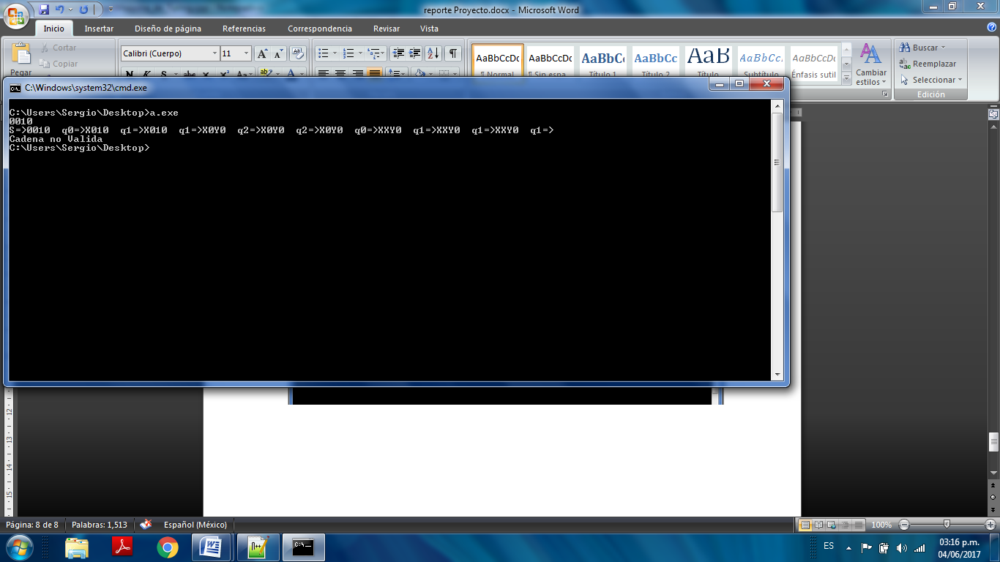 reporte Proyecto.docx - Microsoft Word
Inicio Insertar Diseño de página Referencias Correspondencia Revisar Vista
Cortar
Copiar
Pegar
Calibri (Cuerpo) 11
AaBbCcDc AaBbCcDc AaBbCc AaBbCc AaB AaBbCc. AaBbCcDc
¶ Normal ¶ Sin espa... Título 1 Título 2 Título Subtítulo Énfasis sutil
Cambiar estilos
Buscar
Reemplazar
Seleccionar
Edición
C:\Windows\system32\cmd.exe
C:\Users\Sergio\Desktop>a.exe
0010
S=>0010 q0=>X010 q1=>X010 q1=>X0Y0 q2=>X0Y0 q2=>X0Y0 q0=>XXY0 q1=>XXY0 q1=>XXY0 q1=>
Cadena no Valida
C:\Users\Sergio\Desktop>
12
13
14
15
Página: 8 de 8 Palabras: 1,513 Español (México) 100%
ES 03:16 p.m.
04/06/2017